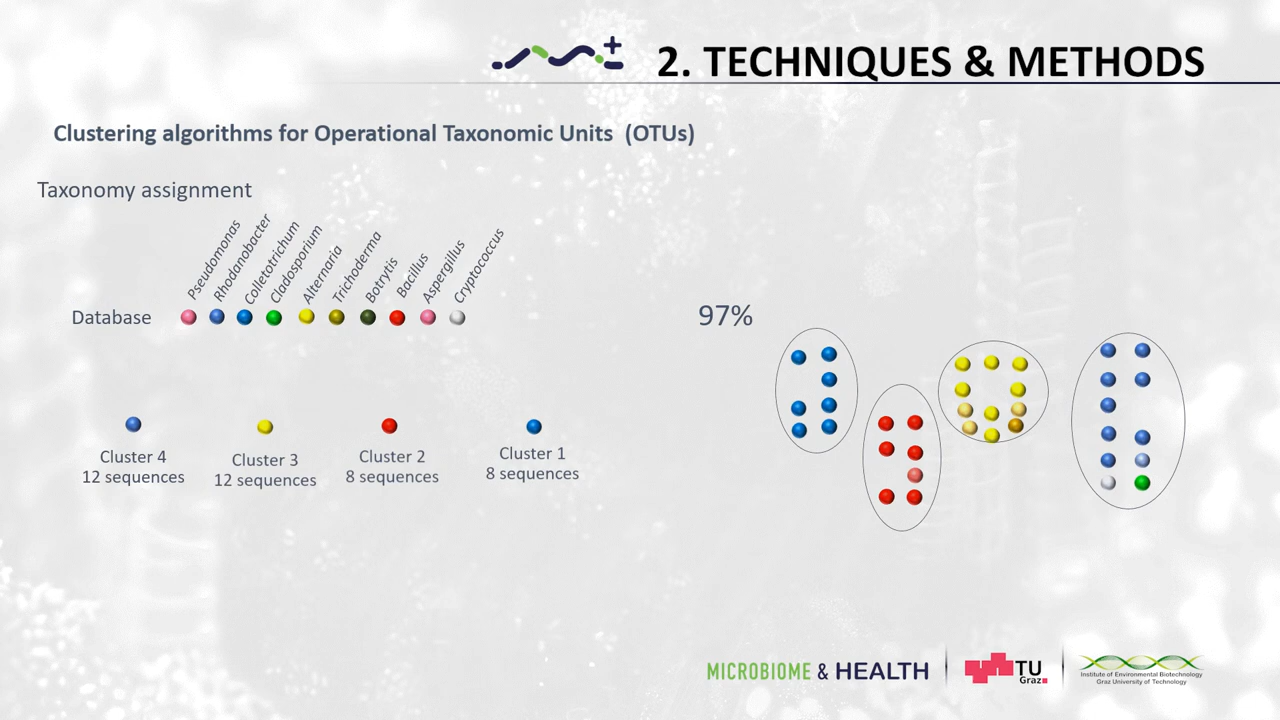 2. TECHNIQUES & METHODS
Clustering algorithms for Operational Taxonomic Units (OTUs)
Taxonomy assignment
Pseudomonas
Rhodanobacter
Colletotrichum
Cladosporium
Alternaria
Trichoderma
Botrytis
Bacillus
Aspergillus
Cryptococcus
Database
97%
Cluster 4
12 sequences
Cluster 3
12 sequences
Cluster 2
8 sequences
Cluster 1
8 sequences
MICROBIOME & HEALTH
TU
Graz
Institute of Environmental Biotechnology
Graz University of Technology